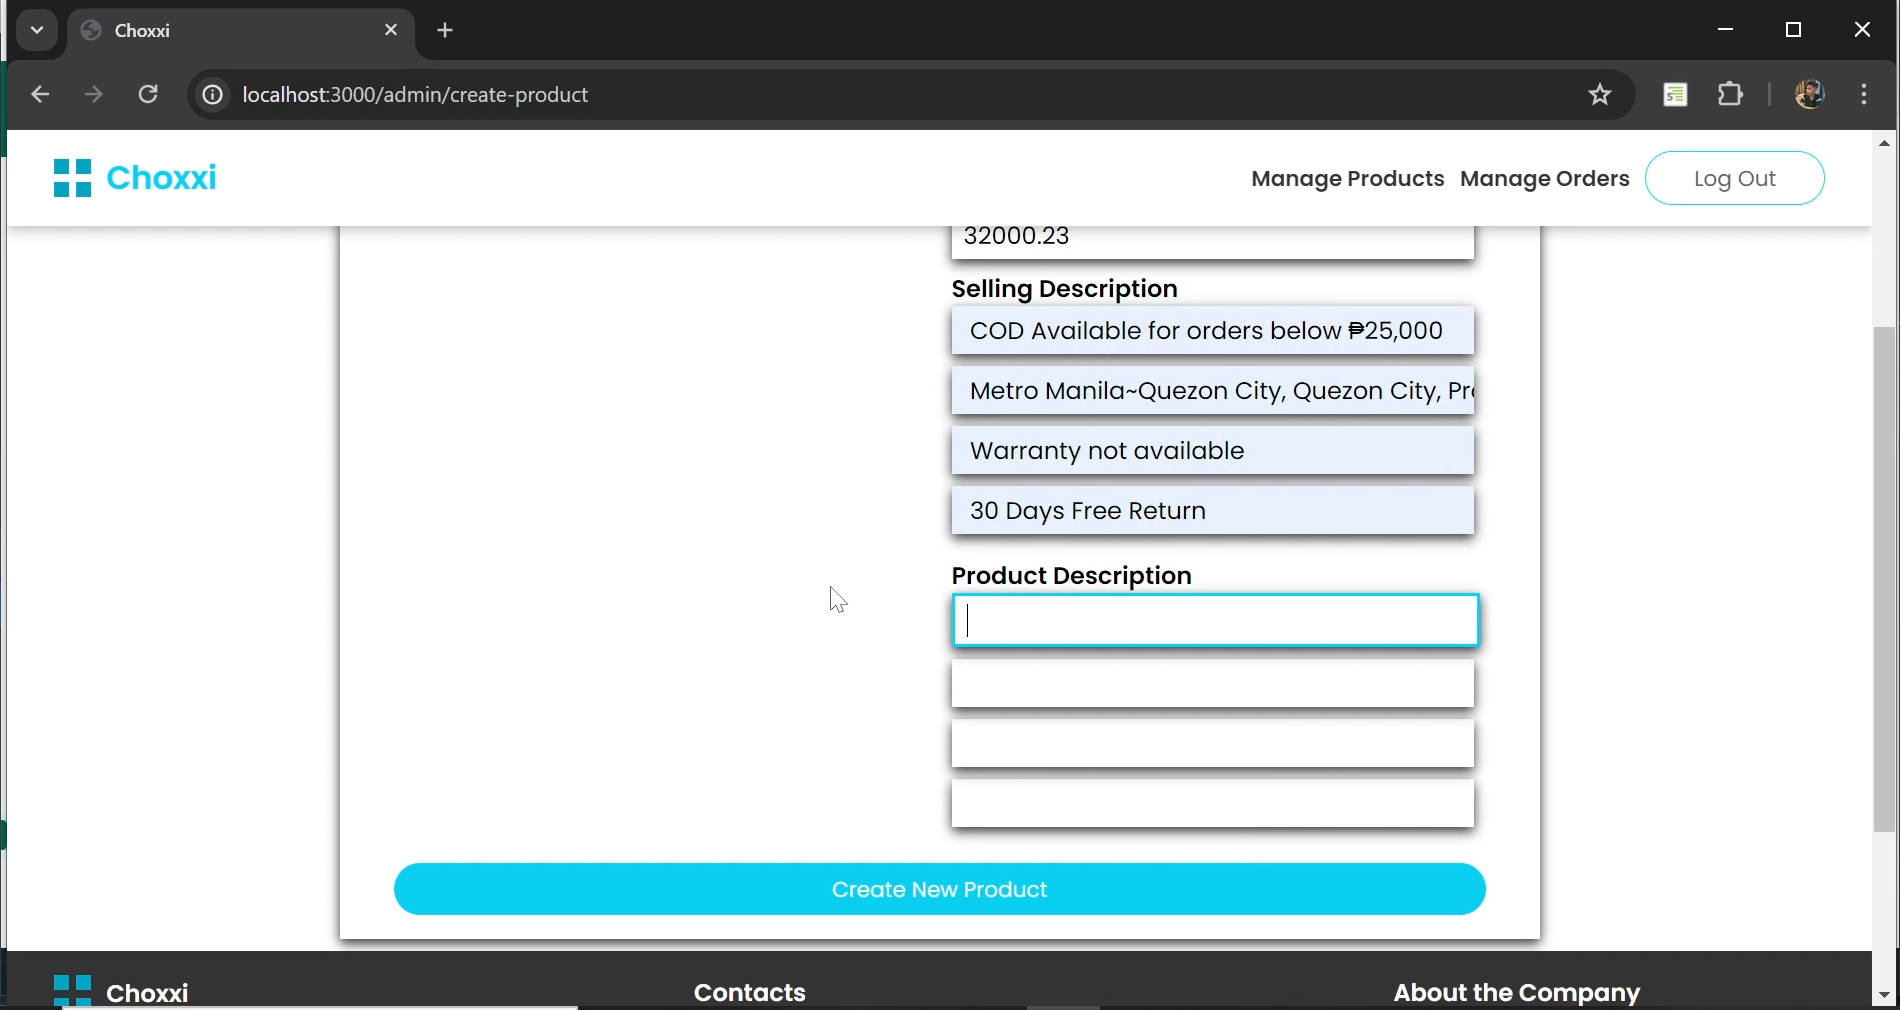 Choxxi
localhost:3000/admin/create-product
Choxxi
Manage Products
Manage Orders
Log Out
32000.23
Selling Description
COD Available for orders below ₱25,000
Metro Manila~Quezon City, Quezon City,
Warranty not available
30 Days Free Return
Product Description
Create New Product
Choxxi
Contacts
About the Company